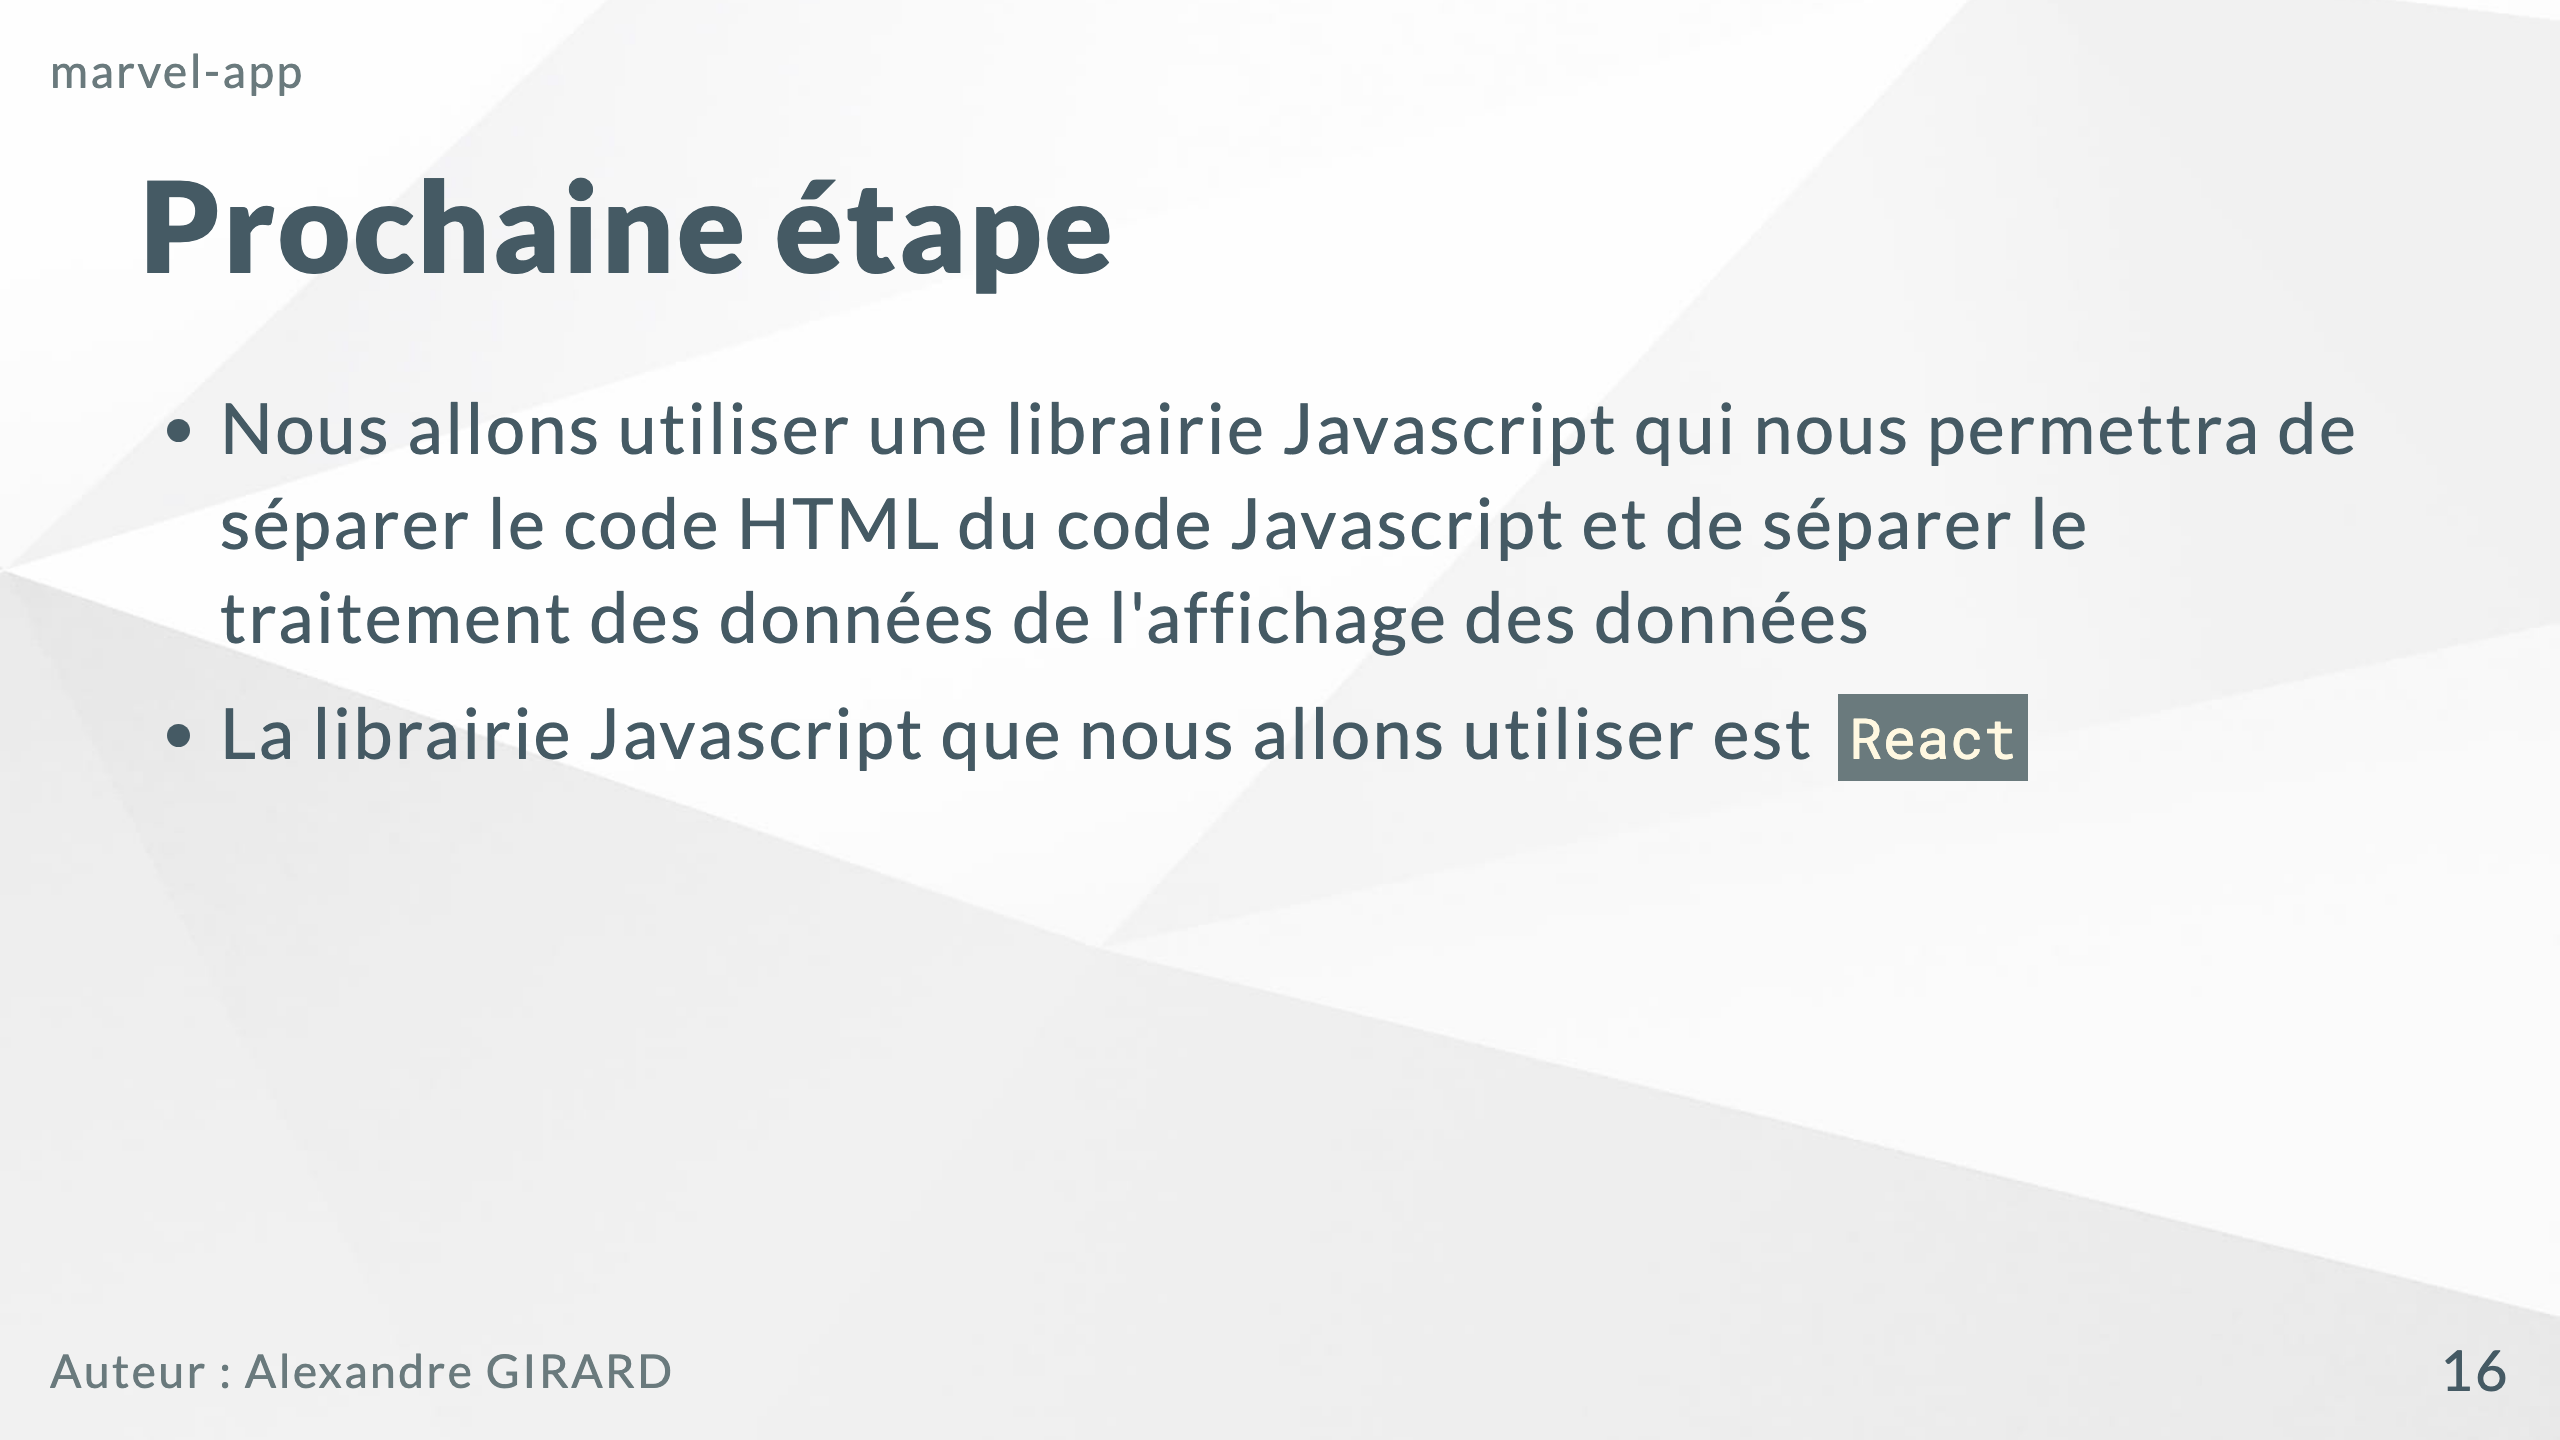 marvel-app
Prochaine étape
• Nous allons utiliser une librairie Javascript qui nous permettra de
séparer le code HTML du code Javascript et de séparer le
traitement des données de l'affichage des données
• La librairie Javascript que nous allons utiliser est React
Auteur : Alexandre GIRARD
16